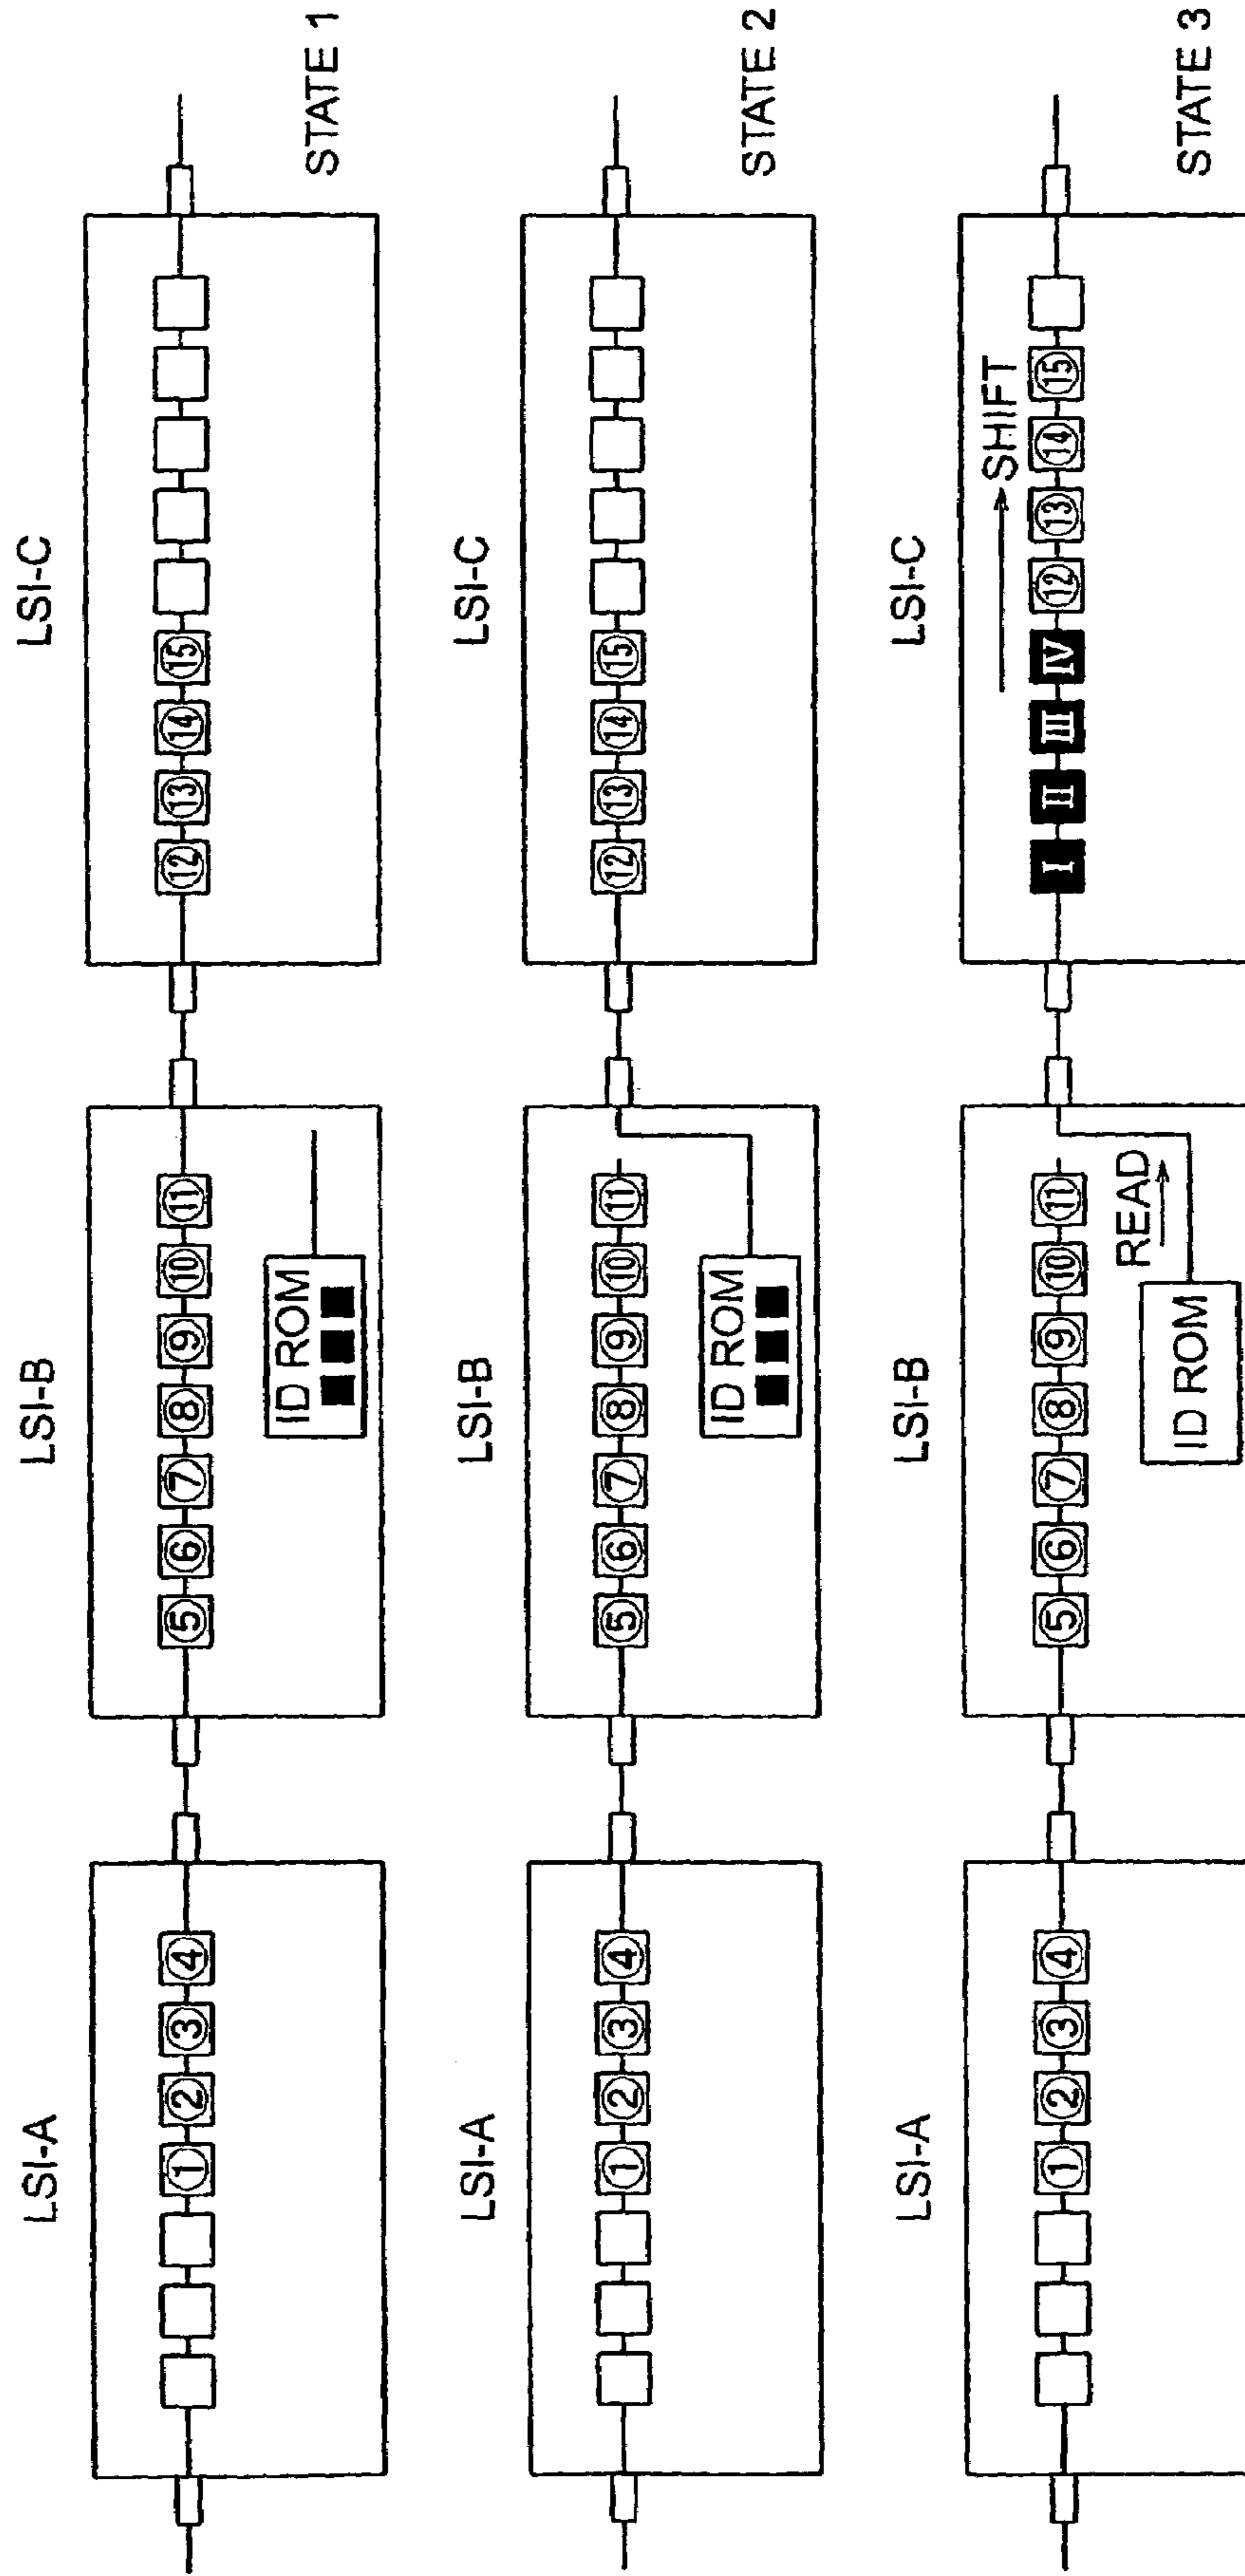 LSI-A LSI-B LSI-C
① ② ③ ④ ⑤ ⑥ ⑦ ⑧ ⑨ ⑩ ⑪ ⑫ ⑬ ⑭ ⑮
ID ROM
STATE 1
LSI-A LSI-B LSI-C
① ② ③ ④ ⑤ ⑥ ⑦ ⑧ ⑨ ⑩ ⑪ ⑫ ⑬ ⑭ ⑮
ID ROM
STATE 2
LSI-A LSI-B LSI-C
SHIFT
① ② ③ ④ ⑤ ⑥ ⑦ ⑧ ⑨ ⑩ ⑪ I II III IV ⑫ ⑬ ⑭ ⑮
READ
ID ROM
STATE 3